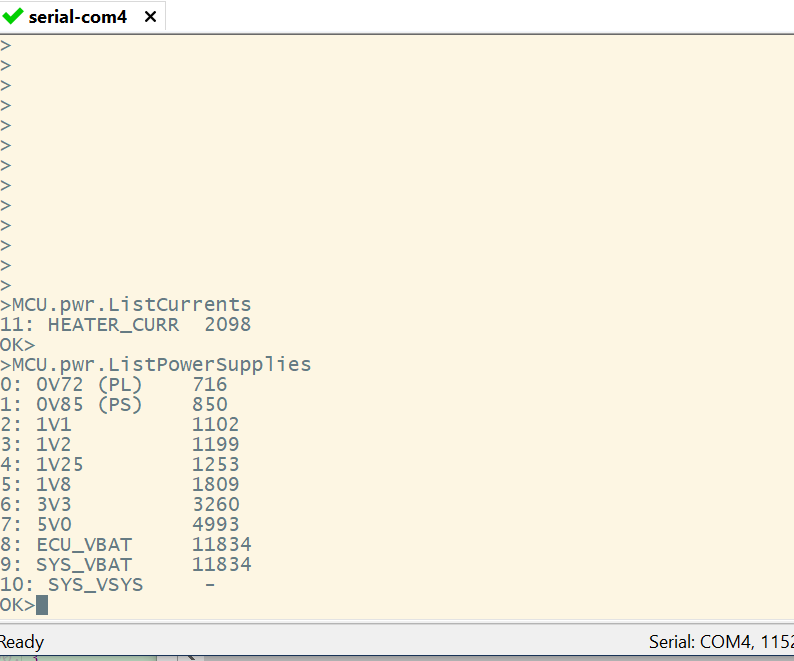 serial-com4
>
>
>
>
>
>
>
>
>
>
>
>
>
>MCU.pwr.ListCurrents
11: HEATER_CURR  2098
OK>
>MCU.pwr.ListPowerSupplies
0: 0V72 (PL)    716
1: 0V85 (PS)    850
2: 1V1          1102
3: 1V2          1199
4: 1V25         1253
5: 1V8          1809
6: 3V3          3260
7: 5V0          4993
8: ECU_VBAT     11834
9: SYS_VBAT     11834
10: SYS_VSYS     -
OK>
Ready
Serial: COM4, 1152